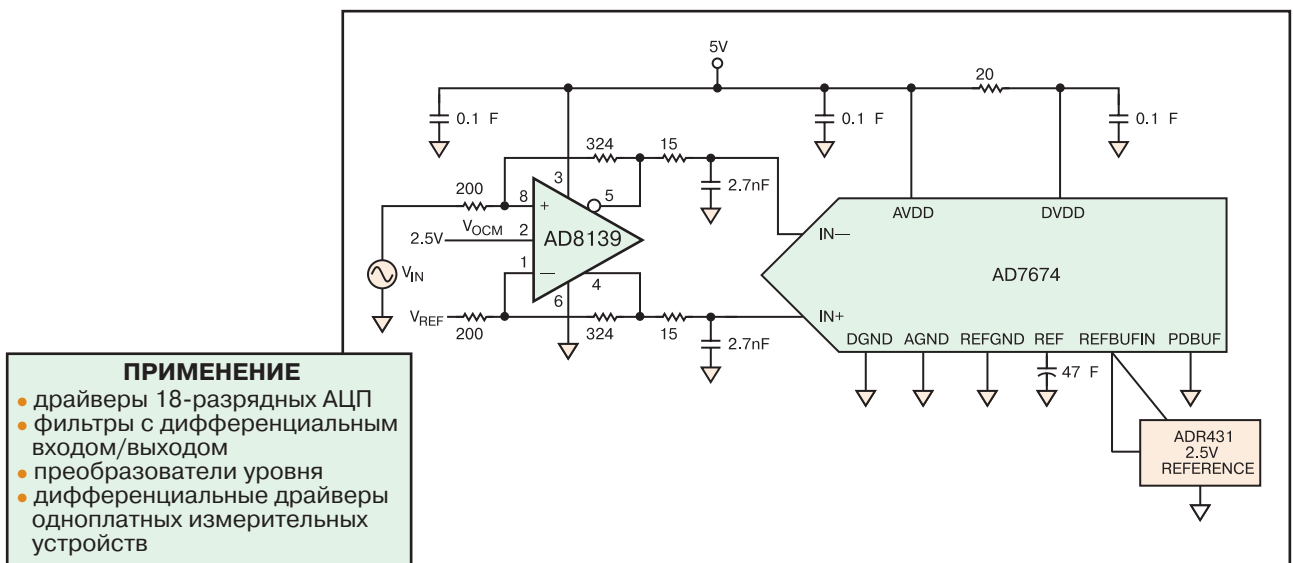 5V
20
0.1 F
0.1 F
0.1 F
324
15
2.7nF
3
200
8
+
5
AVDD
DVDD
VOCM
2.5V
2
AD8139
IN—
VIN
1
—
4
AD7674
6
IN+
VREF
200
324
15
2.7nF
DGND
AGND
REFGND
REF
REFBUFIN
PDBUF
47 F
ADR431
2.5V
REFERENCE
ПРИМЕНЕНИЕ
• драйверы 18-разрядных АЦП
• фильтры с дифференциальным
входом/выходом
• преобразователи уровня
• дифференциальные драйверы
одноплатных измерительных
устройств